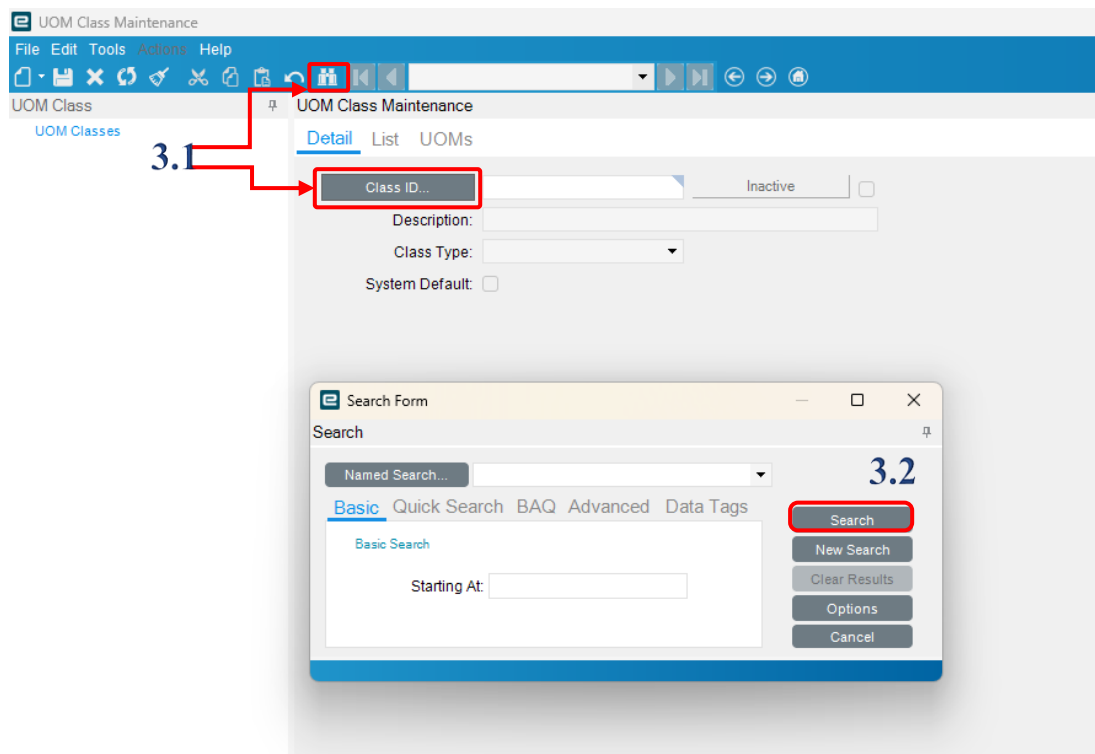 UOM Class Maintenance
File Edit Tools Actions Help
UOM Class
UOM Classes
UOM Class Maintenance
Detail List UOMs
3.1
Class ID... Inactive
Description:
Class Type:
System Default:
Search Form
Search
Named Search...
3.2
Basic Quick Search BAQ Advanced Data Tags
Basic Search
Starting At:
Search
New Search
Clear Results
Options
Cancel